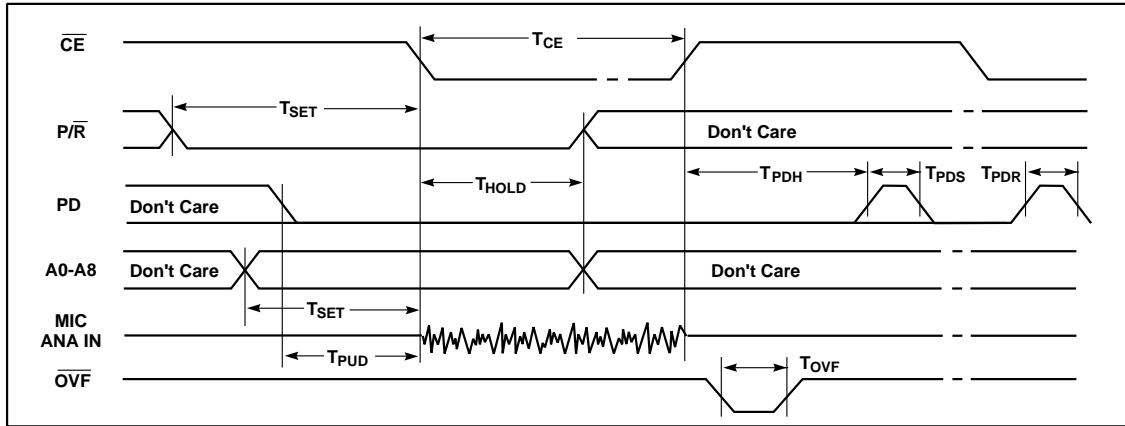 CE
TCE
TSET
P/R
Don't Care
THOLD
TPDH
TPDS
TPDR
PD
Don't Care
A0-A8
Don't Care
Don't Care
TSET
MIC
ANA IN
TPUD
TOVF
OVF